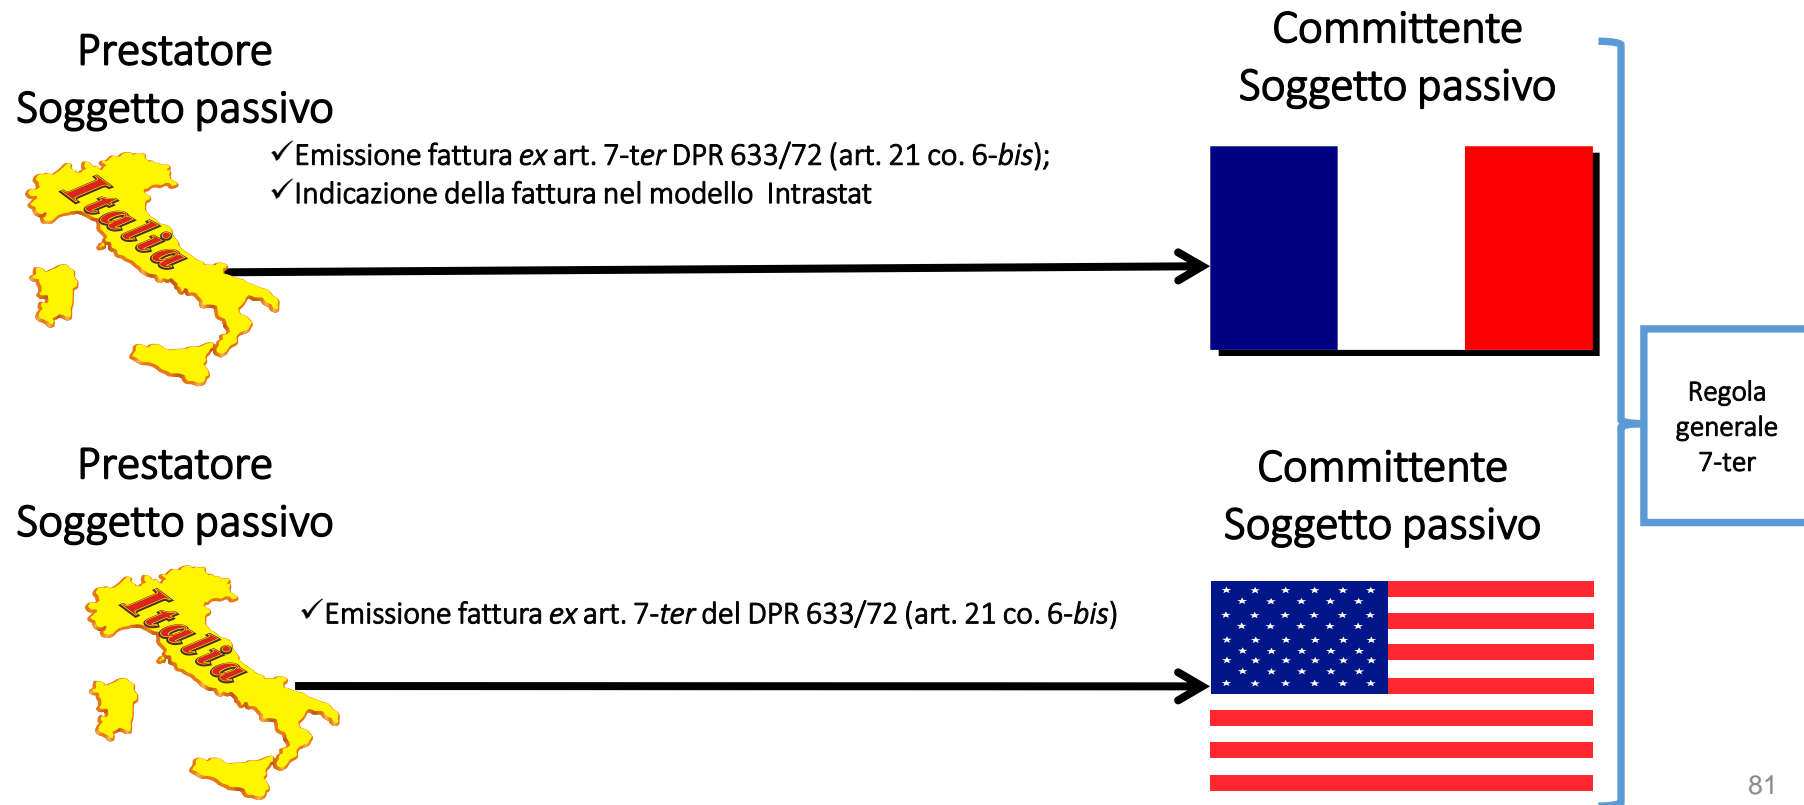 Prestatore
Soggetto passivo
Committente
Soggetto passivo
✓Emissione fattura ex art. 7-ter DPR 633/72 (art. 21 co. 6-bis);
✓Indicazione della fattura nel modello Intrastat
Italia
Regola
generale
7-ter
Prestatore
Soggetto passivo
Committente
Soggetto passivo
✓Emissione fattura ex art. 7-ter del DPR 633/72 (art. 21 co. 6-bis)
Italia
81